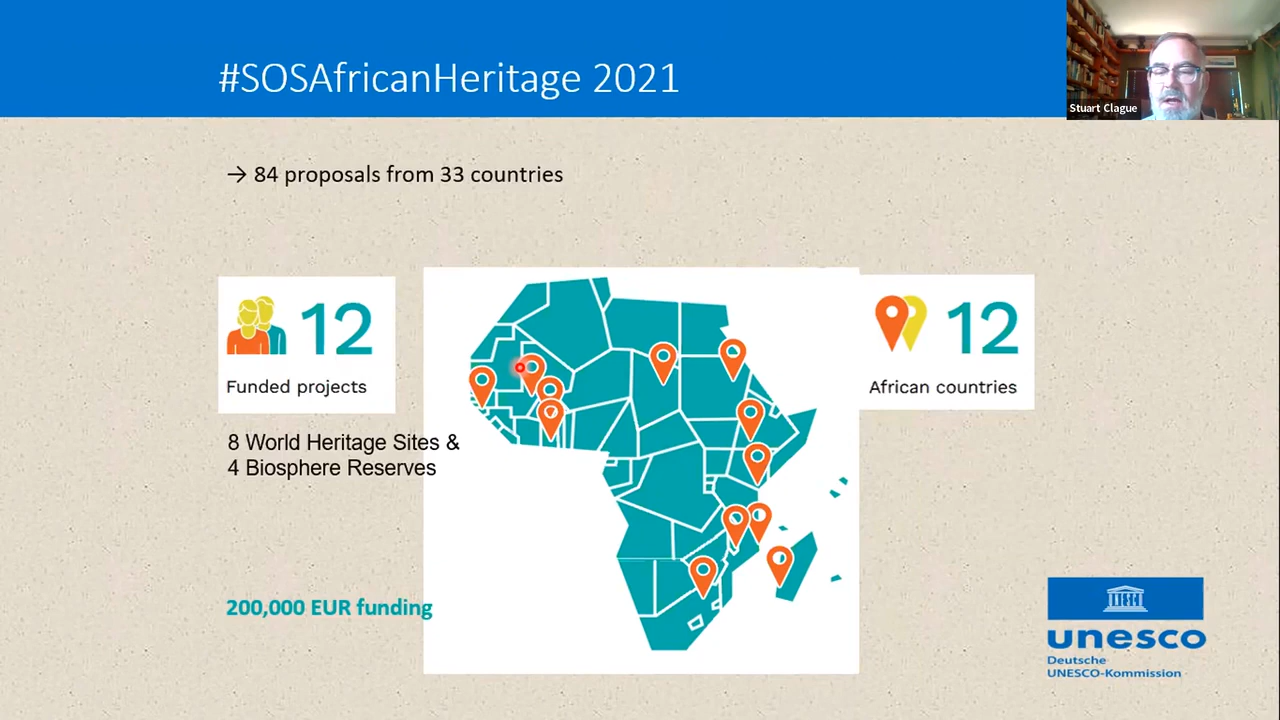 #SOSAfricanHeritage 2021
Stuart Clague
→ 84 proposals from 33 countries
12
Funded projects
12
African countries
8 World Heritage Sites &
4 Biosphere Reserves
200,000 EUR funding
unesco
Deutsche
UNESCO-Kommission